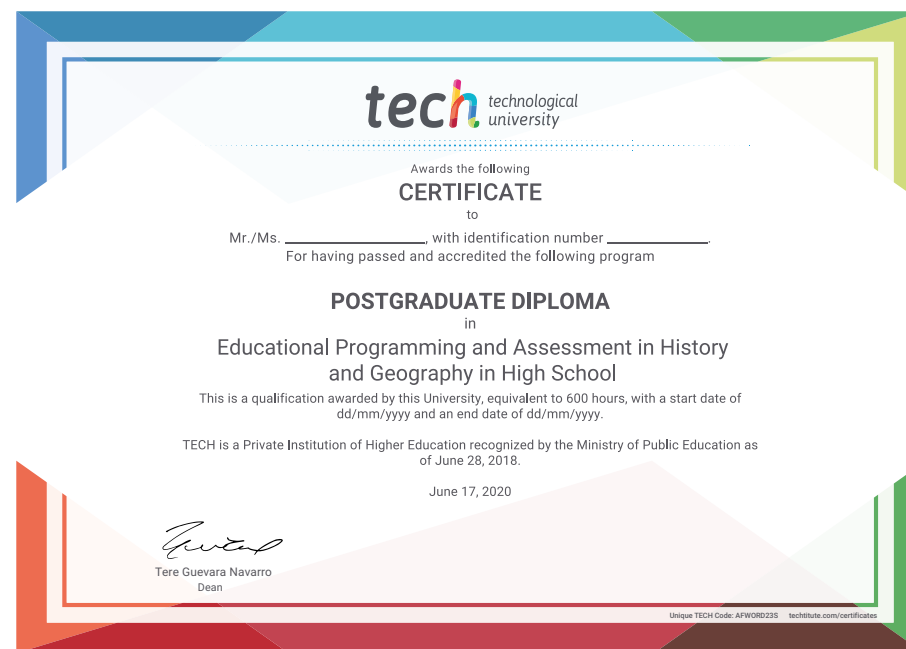 tech technological
university
Awards the following
CERTIFICATE
to
Mr./Ms. ____________________, with identification number ______________.
For having passed and accredited the following program
POSTGRADUATE DIPLOMA
in
Educational Programming and Assessment in History
and Geography in High School
This is a qualification awarded by this University, equivalent to 600 hours, with a start date of
dd/mm/yyyy and an end date of dd/mm/yyyy.
TECH is a Private Institution of Higher Education recognized by the Ministry of Public Education as
of June 28, 2018.
June 17, 2020
Tere Guevara Navarro
Dean
Unique TECH Code: AFWORD23S techtitute.com/certificates